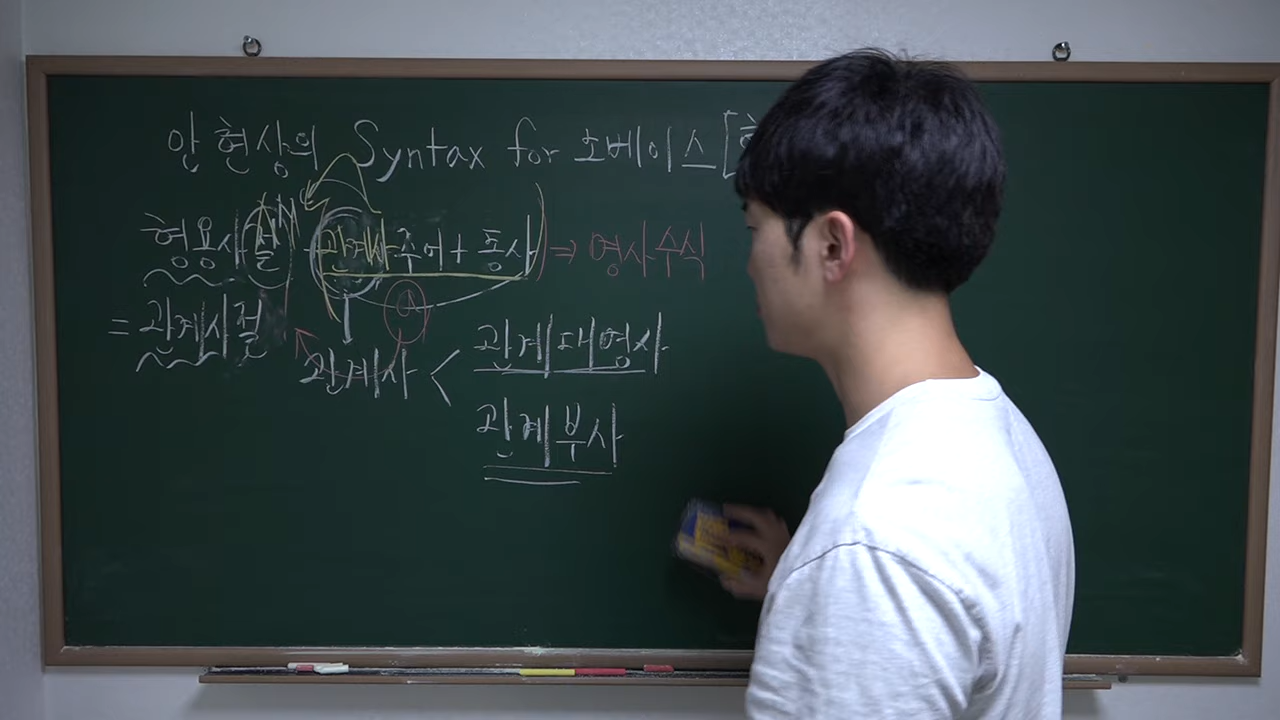 안현상의 Syntax for 초베이스 [
형용사절 관계사 주어 + 동사 ) → 명사수식
= 관계사절
관계사 < 관계대명사
관계부사